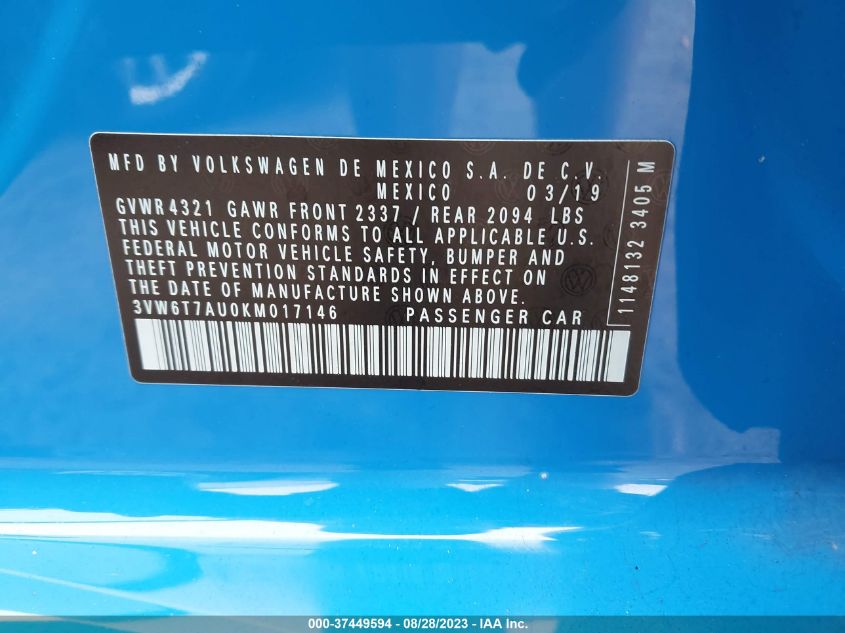 MFD BY VOLKSWAGEN DE MEXICO S.A. DE C.V.
MEXICO 03/19
GVWR 4321 GAWR FRONT 2337 / REAR 2094 LBS
THIS VEHICLE CONFORMS TO ALL APPLICABLE U.S.
FEDERAL MOTOR VEHICLE SAFETY, BUMPER AND
THEFT PREVENTION STANDARDS IN EFFECT ON
THE DATE OF MANUFACTURE SHOWN ABOVE.
3VW6T7AU0KM017146 PASSENGER CAR
1148132 3405 M
000-37449594 - 08/28/2023 - IAA Inc.